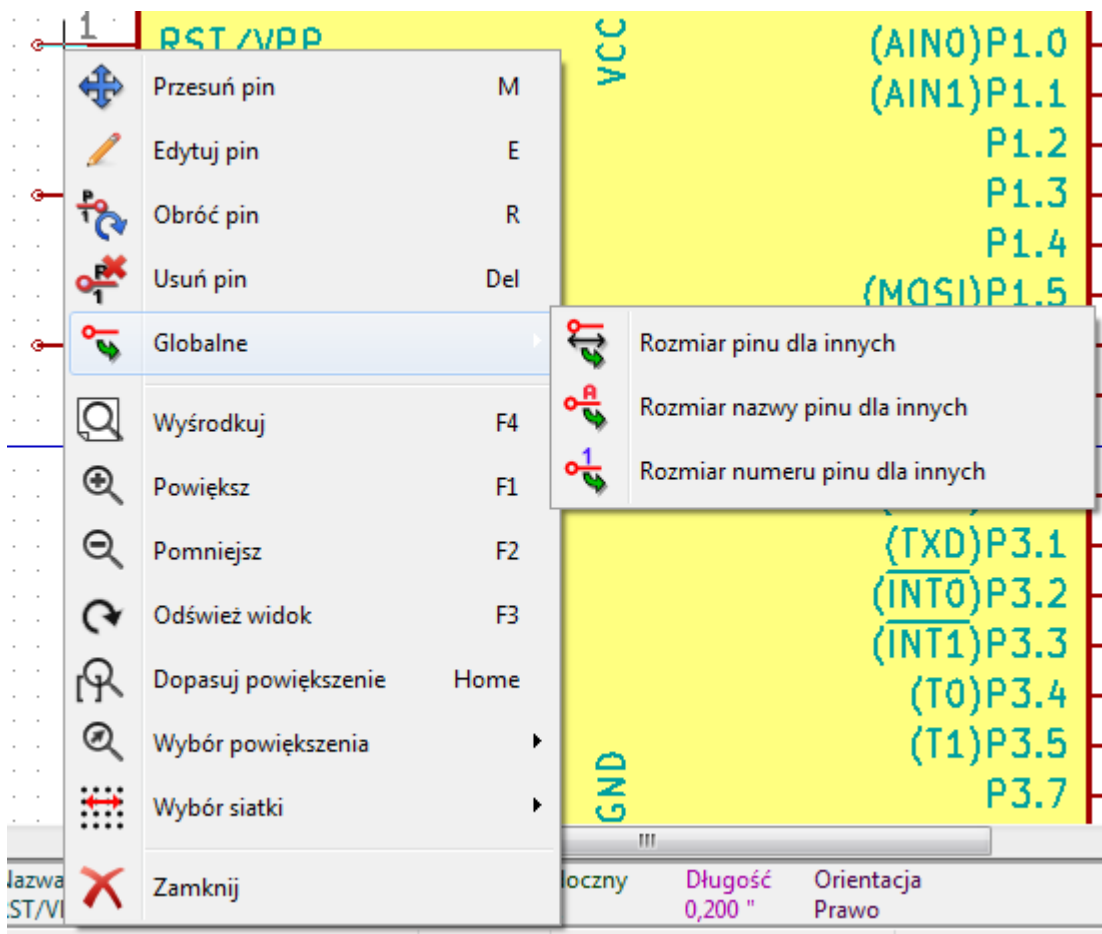 1
RST/VPP
VCC
(AIN0)P1.0
(AIN1)P1.1
P1.2
P1.3
P1.4
(MOSI)P1.5
Przesuń pin M
Edytuj pin E
Obróć pin R
Usuń pin Del
Globalne
Rozmiar pinu dla innych
Rozmiar nazwy pinu dla innych
Rozmiar numeru pinu dla innych
Wyśrodkuj F4
Powiększ F1
Pomniejsz F2
Odśwież widok F3
Dopasuj powiększenie Home
Wybór powiększenia
Wybór siatki
Zamknij
(TXD)P3.1
(INT0)P3.2
(INT1)P3.3
(T0)P3.4
(T1)P3.5
P3.7
GND
Długość Orientacja
0,200 " Prawo